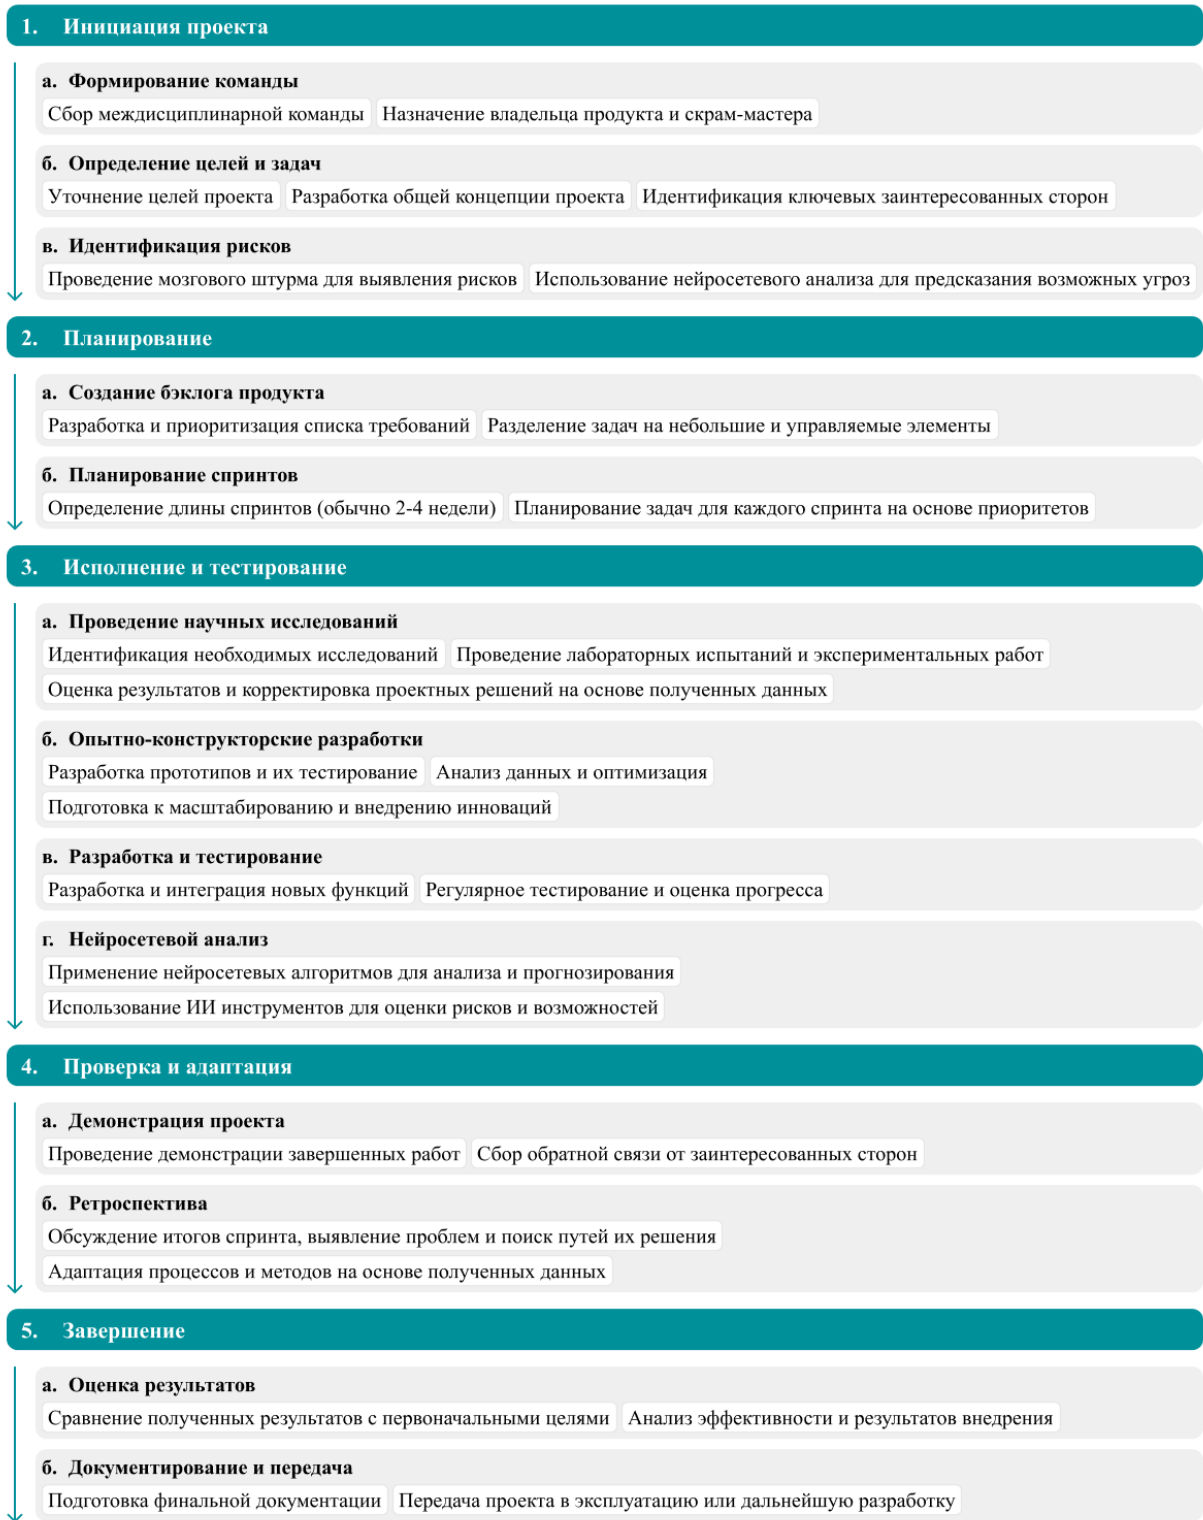 1. Инициация проекта
а. Формирование команды
Сбор междисциплинарной команды Назначение владельца продукта и скрам-мастера
б. Определение целей и задач
Уточнение целей проекта Разработка общей концепции проекта Идентификация ключевых заинтересованных сторон
в. Идентификация рисков
Проведение мозгового штурма для выявления рисков Использование нейросетевого анализа для предсказания возможных угроз
2. Планирование
а. Создание бэклога продукта
Разработка и приоритизация списка требований Разделение задач на небольшие и управляемые элементы
б. Планирование спринтов
Определение длины спринтов (обычно 2-4 недели) Планирование задач для каждого спринта на основе приоритетов
3. Исполнение и тестирование
а. Проведение научных исследований
Идентификация необходимых исследований Проведение лабораторных испытаний и экспериментальных работ
Оценка результатов и корректировка проектных решений на основе полученных данных
б. Опытно-конструкторские разработки
Разработка прототипов и их тестирование Анализ данных и оптимизация
Подготовка к масштабированию и внедрению инноваций
в. Разработка и тестирование
Разработка и интеграция новых функций Регулярное тестирование и оценка прогресса
г. Нейросетевой анализ
Применение нейросетевых алгоритмов для анализа и прогнозирования
Использование ИИ инструментов для оценки рисков и возможностей
4. Проверка и адаптация
а. Демонстрация проекта
Проведение демонстрации завершенных работ Сбор обратной связи от заинтересованных сторон
б. Ретроспектива
Обсуждение итогов спринта, выявление проблем и поиск путей их решения
Адаптация процессов и методов на основе полученных данных
5. Завершение
а. Оценка результатов
Сравнение полученных результатов с первоначальными целями Анализ эффективности и результатов внедрения
б. Документирование и передача
Подготовка финальной документации Передача проекта в эксплуатацию или дальнейшую разработку